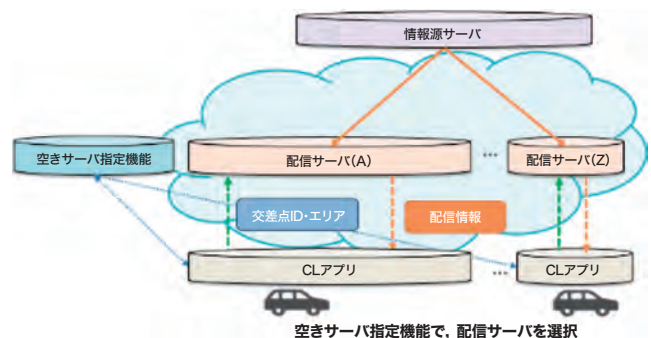 情報源サーバ
空きサーバ指定機能
配信サーバ(A)
…
配信サーバ(Z)
交差点ID・エリア
配信情報
CLアプリ
…
CLアプリ
空きサーバ指定機能で，配信サーバを選択